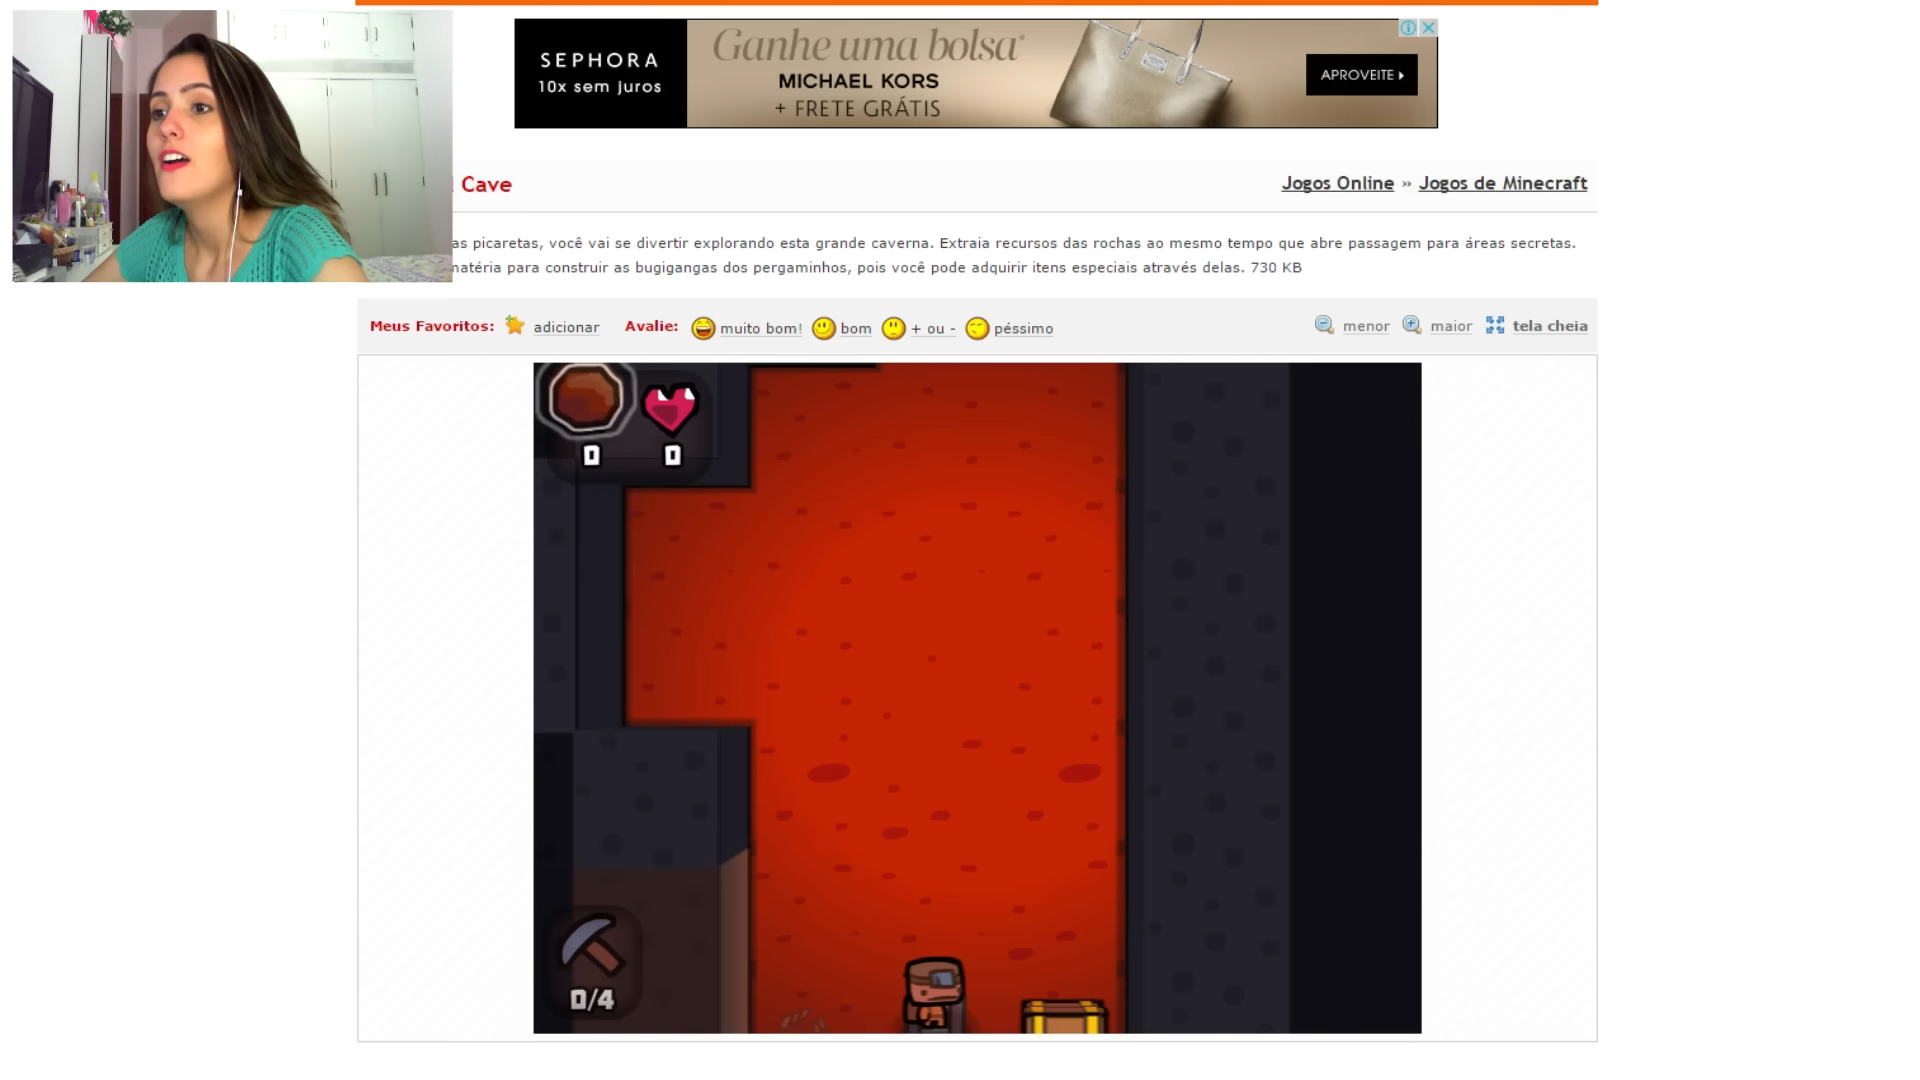 SEPHORA
10x sem juros
Ganhe uma bolsa*
MICHAEL KORS
+ FRETE GRÁTIS
APROVEITE
Cave
Jogos Online » Jogos de Minecraft
as picaretas, você vai se divertir explorando esta grande caverna. Extraia recursos das rochas ao mesmo tempo que abre passagem para áreas secretas.
matéria para construir as bugigangas dos pergaminhos, pois você pode adquirir itens especiais através delas. 730 KB
Meus Favoritos: adicionar Avalie: muito bom! bom + ou - péssimo menor maior tela cheia
0 0
0/4